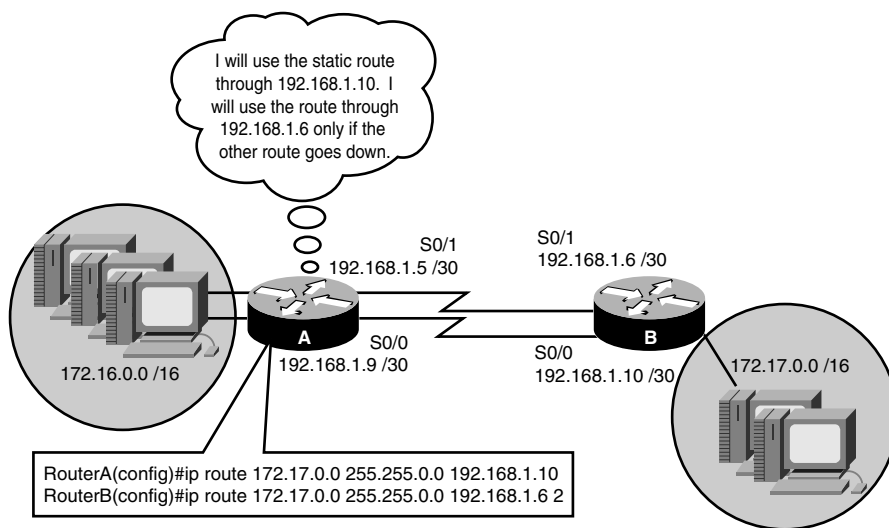 I will use the static route
through 192.168.1.10. I
will use the route through
192.168.1.6 only if the
other route goes down.
S0/1
192.168.1.5 /30
S0/1
192.168.1.6 /30
A
B
S0/0
192.168.1.9 /30
S0/0
192.168.1.10 /30
172.16.0.0 /16
172.17.0.0 /16
RouterA(config)#ip route 172.17.0.0 255.255.0.0 192.168.1.10
RouterB(config)#ip route 172.17.0.0 255.255.0.0 192.168.1.6 2